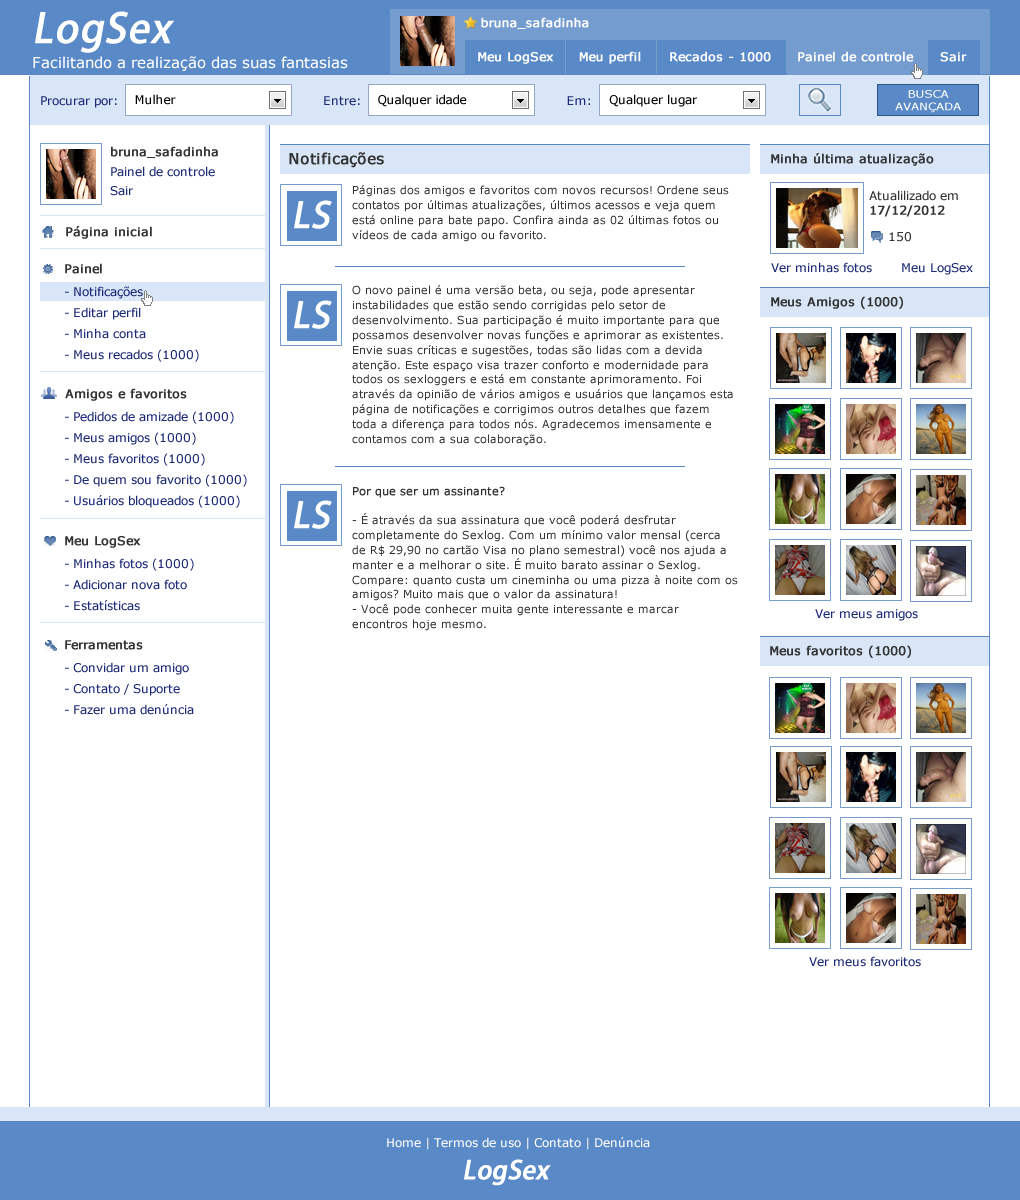 LogSex
Facilitando a realização das suas fantasias
bruna_safadinha
Meu LogSex
Meu perfil
Recados - 1000
Painel de controle
Sair
Procurar por:
Mulher
Entre:
Qualquer idade
Em:
Qualquer lugar
BUSCA
AVANÇADA
bruna_safadinha
Painel de controle
Sair
Página inicial
Painel
- Notificações
- Editar perfil
- Minha conta
- Meus recados (1000)
Amigos e favoritos
- Pedidos de amizade (1000)
- Meus amigos (1000)
- Meus favoritos (1000)
- De quem sou favorito (1000)
- Usuários bloqueados (1000)
Meu LogSex
- Minhas fotos (1000)
- Adicionar nova foto
- Estatísticas
Ferramentas
- Convidar um amigo
- Contato / Suporte
- Fazer uma denúncia
Notificações
LS
Páginas dos amigos e favoritos com novos recursos! Ordene seus
contatos por últimas atualizações, últimos acessos e veja quem
está online para bate papo. Confira ainda as 02 últimas fotos ou
vídeos de cada amigo ou favorito.
LS
O novo painel é uma versão beta, ou seja, pode apresentar
instabilidades que estão sendo corrigidas pelo setor de
desenvolvimento. Sua participação é muito importante para que
possamos desenvolver novas funções e aprimorar as existentes.
Envie suas críticas e sugestões, todas são lidas com a devida
atenção. Este espaço visa trazer conforto e modernidade para
todos os sexloggers e está em constante aprimoramento. Foi
através da opinião de vários amigos e usuários que lançamos esta
página de notificações e corrigimos outros detalhes que fazem
toda a diferença para todos nós. Agradecemos imensamente e
contamos com a sua colaboração.
LS
Por que ser um assinante?
- É através da sua assinatura que você poderá desfrutar
completamente do Sexlog. Com um mínimo valor mensal (cerca
de R$ 29,90 no cartão Visa no plano semestral) você nos ajuda a
manter e a melhorar o site. É muito barato assinar o Sexlog.
Compare: quanto custa um cineminha ou uma pizza à noite com os
amigos? Muito mais que o valor da assinatura!
- Você pode conhecer muita gente interessante e marcar
encontros hoje mesmo.
Minha última atualização
Atualilizado em
17/12/2012
150
Ver minhas fotos
Meu LogSex
Meus Amigos (1000)
Ver meus amigos
Meus favoritos (1000)
Ver meus favoritos
Home | Termos de uso | Contato | Denúncia
LogSex